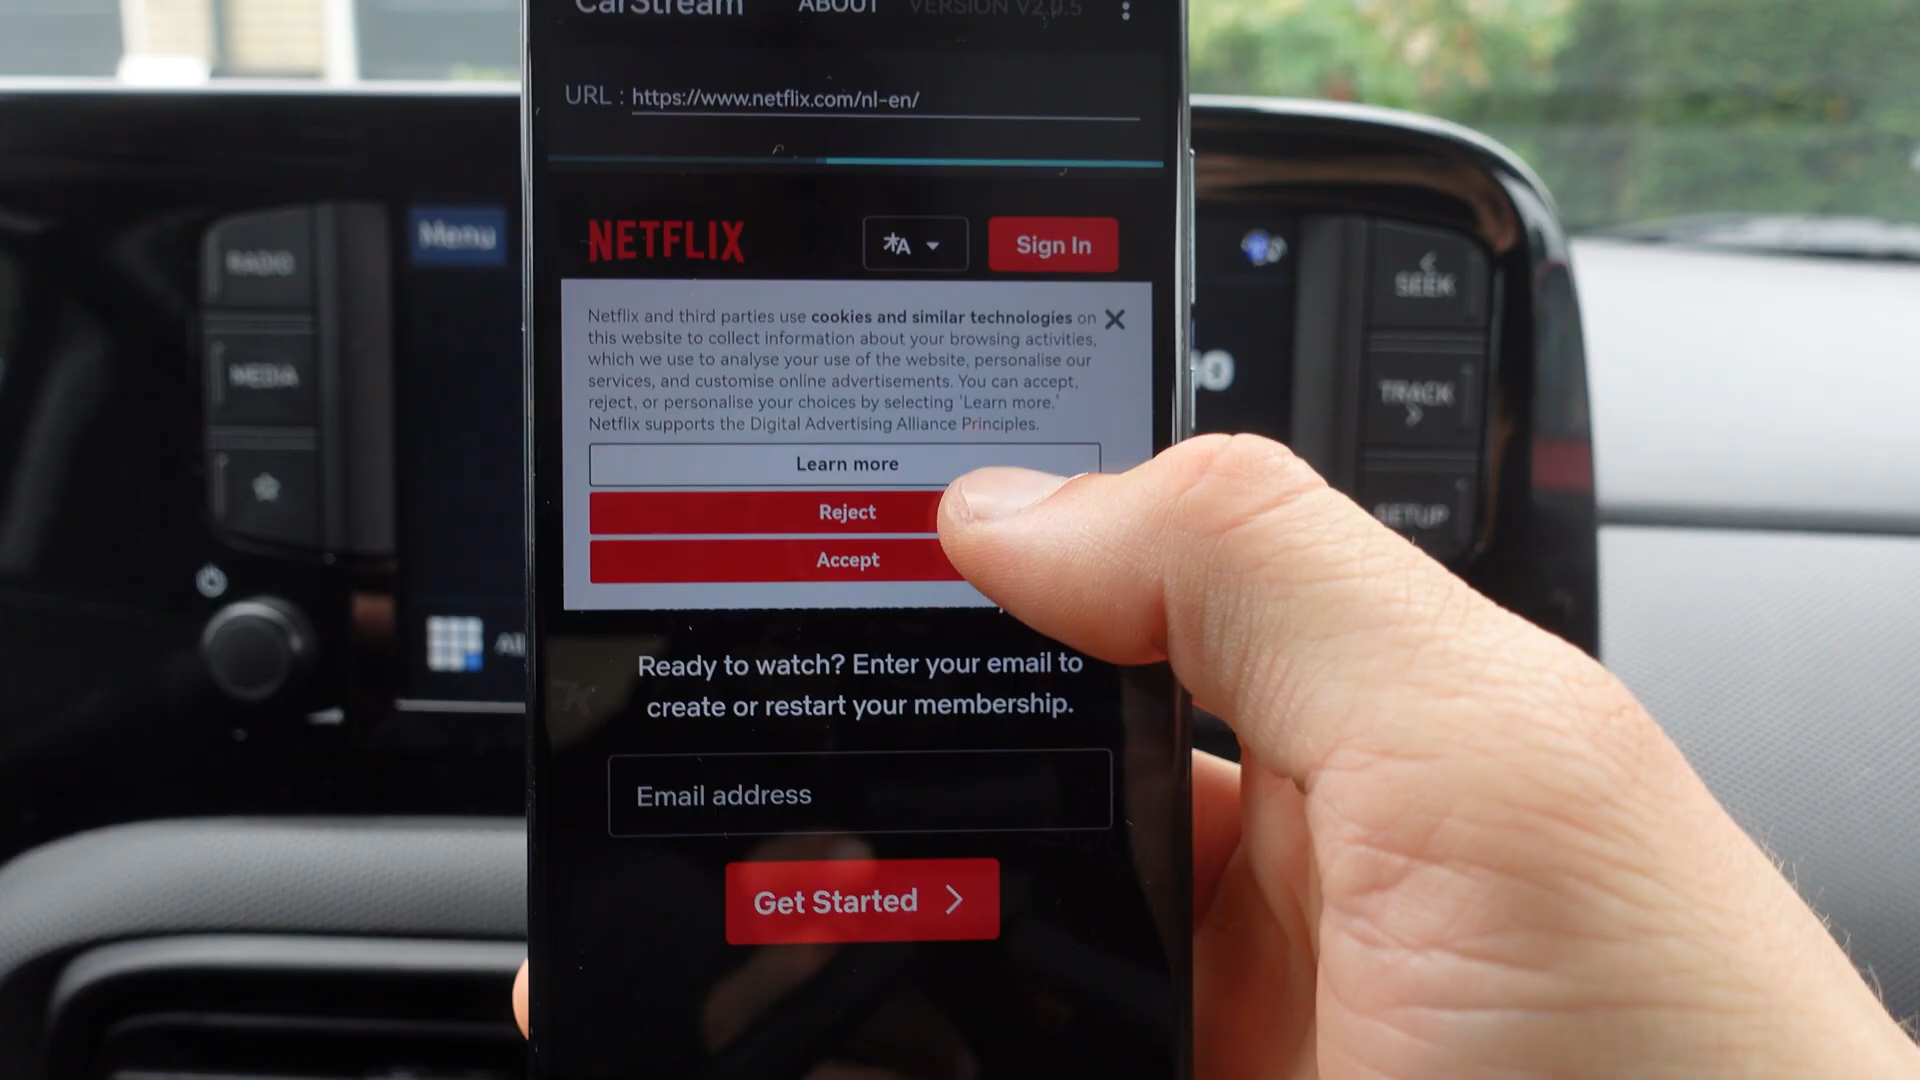 CarStream ABOUT VERSION V2.0.5
URL : https://www.netflix.com/nl-en/
NETFLIX
Sign In
Netflix and third parties use cookies and similar technologies on
this website to collect information about your browsing activities,
which we use to analyse your use of the website, personalise our
services, and customise online advertisements. You can accept,
reject, or personalise your choices by selecting 'Learn more.'
Netflix supports the Digital Advertising Alliance Principles.
Learn more
Reject
Accept
Ready to watch? Enter your email to
create or restart your membership.
Email address
Get Started
RADIO
MEDIA
Menu
SEEK
TRACK
SETUP